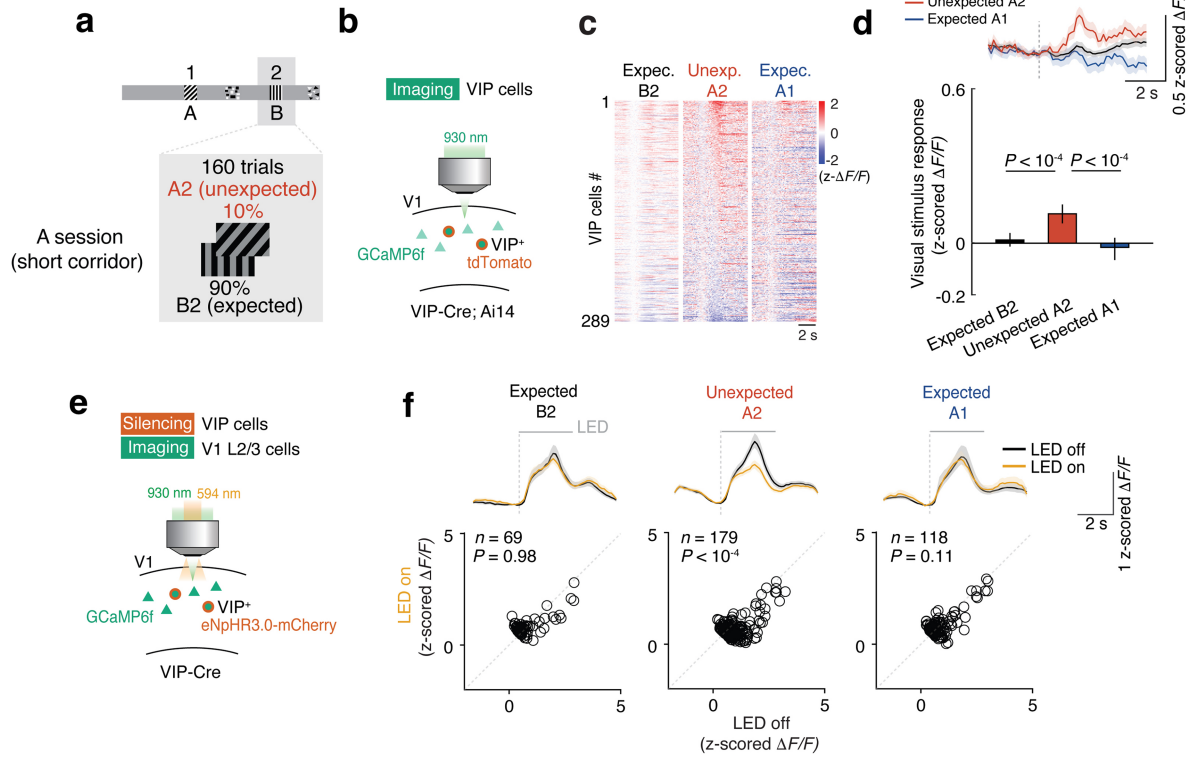 a
1
2
A
B
160 trials
A2 (unexpected)
10%
A session
(short corridor)
90%
B2 (expected)
b
Imaging VIP cells
930 nm
V1
GCaMP6f
VIP+
tdTomato
VIP-Cre; Ai14
c
Expec. B2
Unexp. A2
Expec. A1
1
VIP cells #
289
2
0
-2
(z-ΔF/F)
2 s
d
Unexpected A2
Expected A1
0.5 z-scored ΔF/F
2 s
Visual stimulus response
(z-scored ΔF/F)
0.6
0
-0.2
P < 10⁻⁴
P < 10⁻⁴
Expected B2
Unexpected A2
Expected A1
e
Silencing VIP cells
Imaging V1 L2/3 cells
930 nm 594 nm
V1
GCaMP6f
VIP+
eNpHR3.0-mCherry
VIP-Cre
f
Expected
B2
LED
Unexpected
A2
Expected
A1
LED off
LED on
2 s
1 z-scored ΔF/F
LED on
(z-scored ΔF/F)
5
0
n = 69
P = 0.98
0
5
5
0
n = 179
P < 10⁻⁴
0
5
5
0
n = 118
P = 0.11
0
5
LED off
(z-scored ΔF/F)